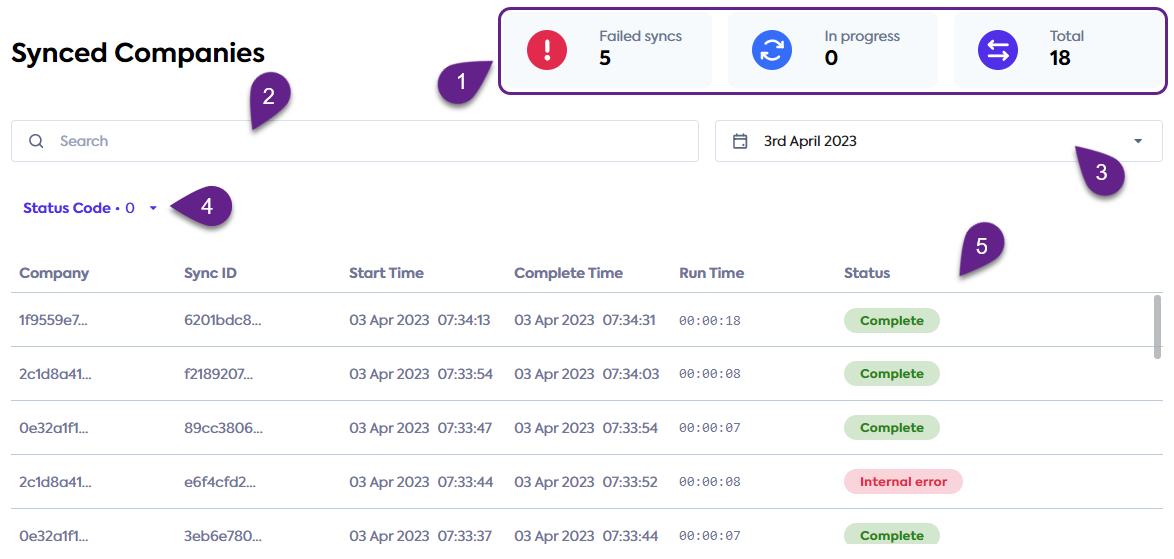 Synced Companies
Failed syncs
5
In progress
0
Total
18
1
2
Search
3rd April 2023
3
Status Code • 0
4
5
Company Sync ID Start Time Complete Time Run Time Status
1f9559e7... 6201bdc8... 03 Apr 2023 07:34:13 03 Apr 2023 07:34:31 00:00:18 Complete
2c1d8a41... f2189207... 03 Apr 2023 07:33:54 03 Apr 2023 07:34:03 00:00:08 Complete
0e32a1f1... 89cc3806... 03 Apr 2023 07:33:47 03 Apr 2023 07:33:54 00:00:07 Complete
2c1d8a41... e6f4cfd2... 03 Apr 2023 07:33:44 03 Apr 2023 07:33:52 00:00:08 Internal error
0e32a1f1... 3eb6e780... 03 Apr 2023 07:33:37 03 Apr 2023 07:33:44 00:00:07 Complete